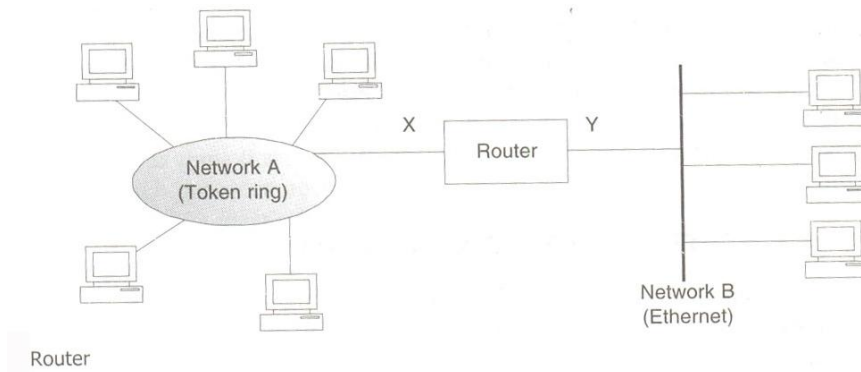 X
Y
Network A
(Token ring)
Router
Network B
(Ethernet)
Router